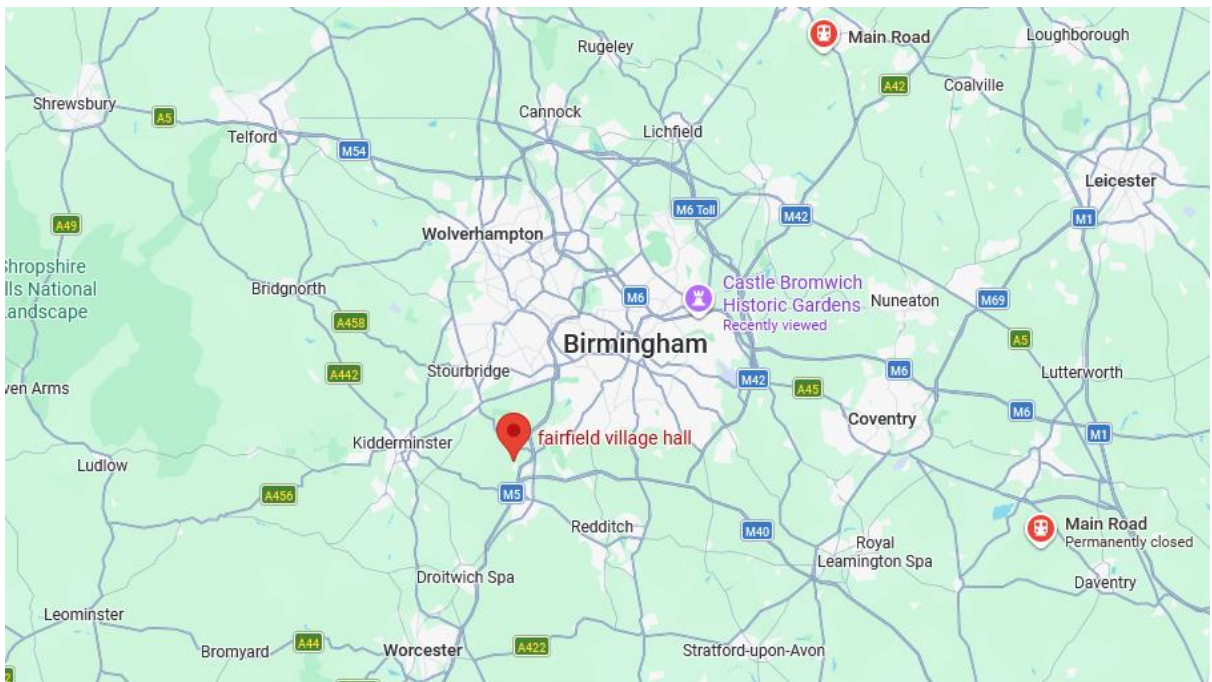 Rugeley
Main Road
Loughborough
Shrewsbury
A5
A42
Coalville
Cannock
Telford
Lichfield
M54
Leicester
M6 Toll
M42
M1
A49
Wolverhampton
Shropshire
lls National
Landscape
Bridgnorth
M6
Castle Bromwich
Historic Gardens
Recently viewed
Nuneaton
M69
A458
Birmingham
A5
A442
Stourbridge
M42
A45
M6
Lutterworth
ven Arms
Coventry
M6
M1
Kidderminster
fairfield village hall
Ludlow
A456
M5
Redditch
M40
Main Road
Permanently closed
Royal
Leamington Spa
Droitwich Spa
Daventry
Leominster
A44
Bromyard
Worcester
A422
Stratford-upon-Avon